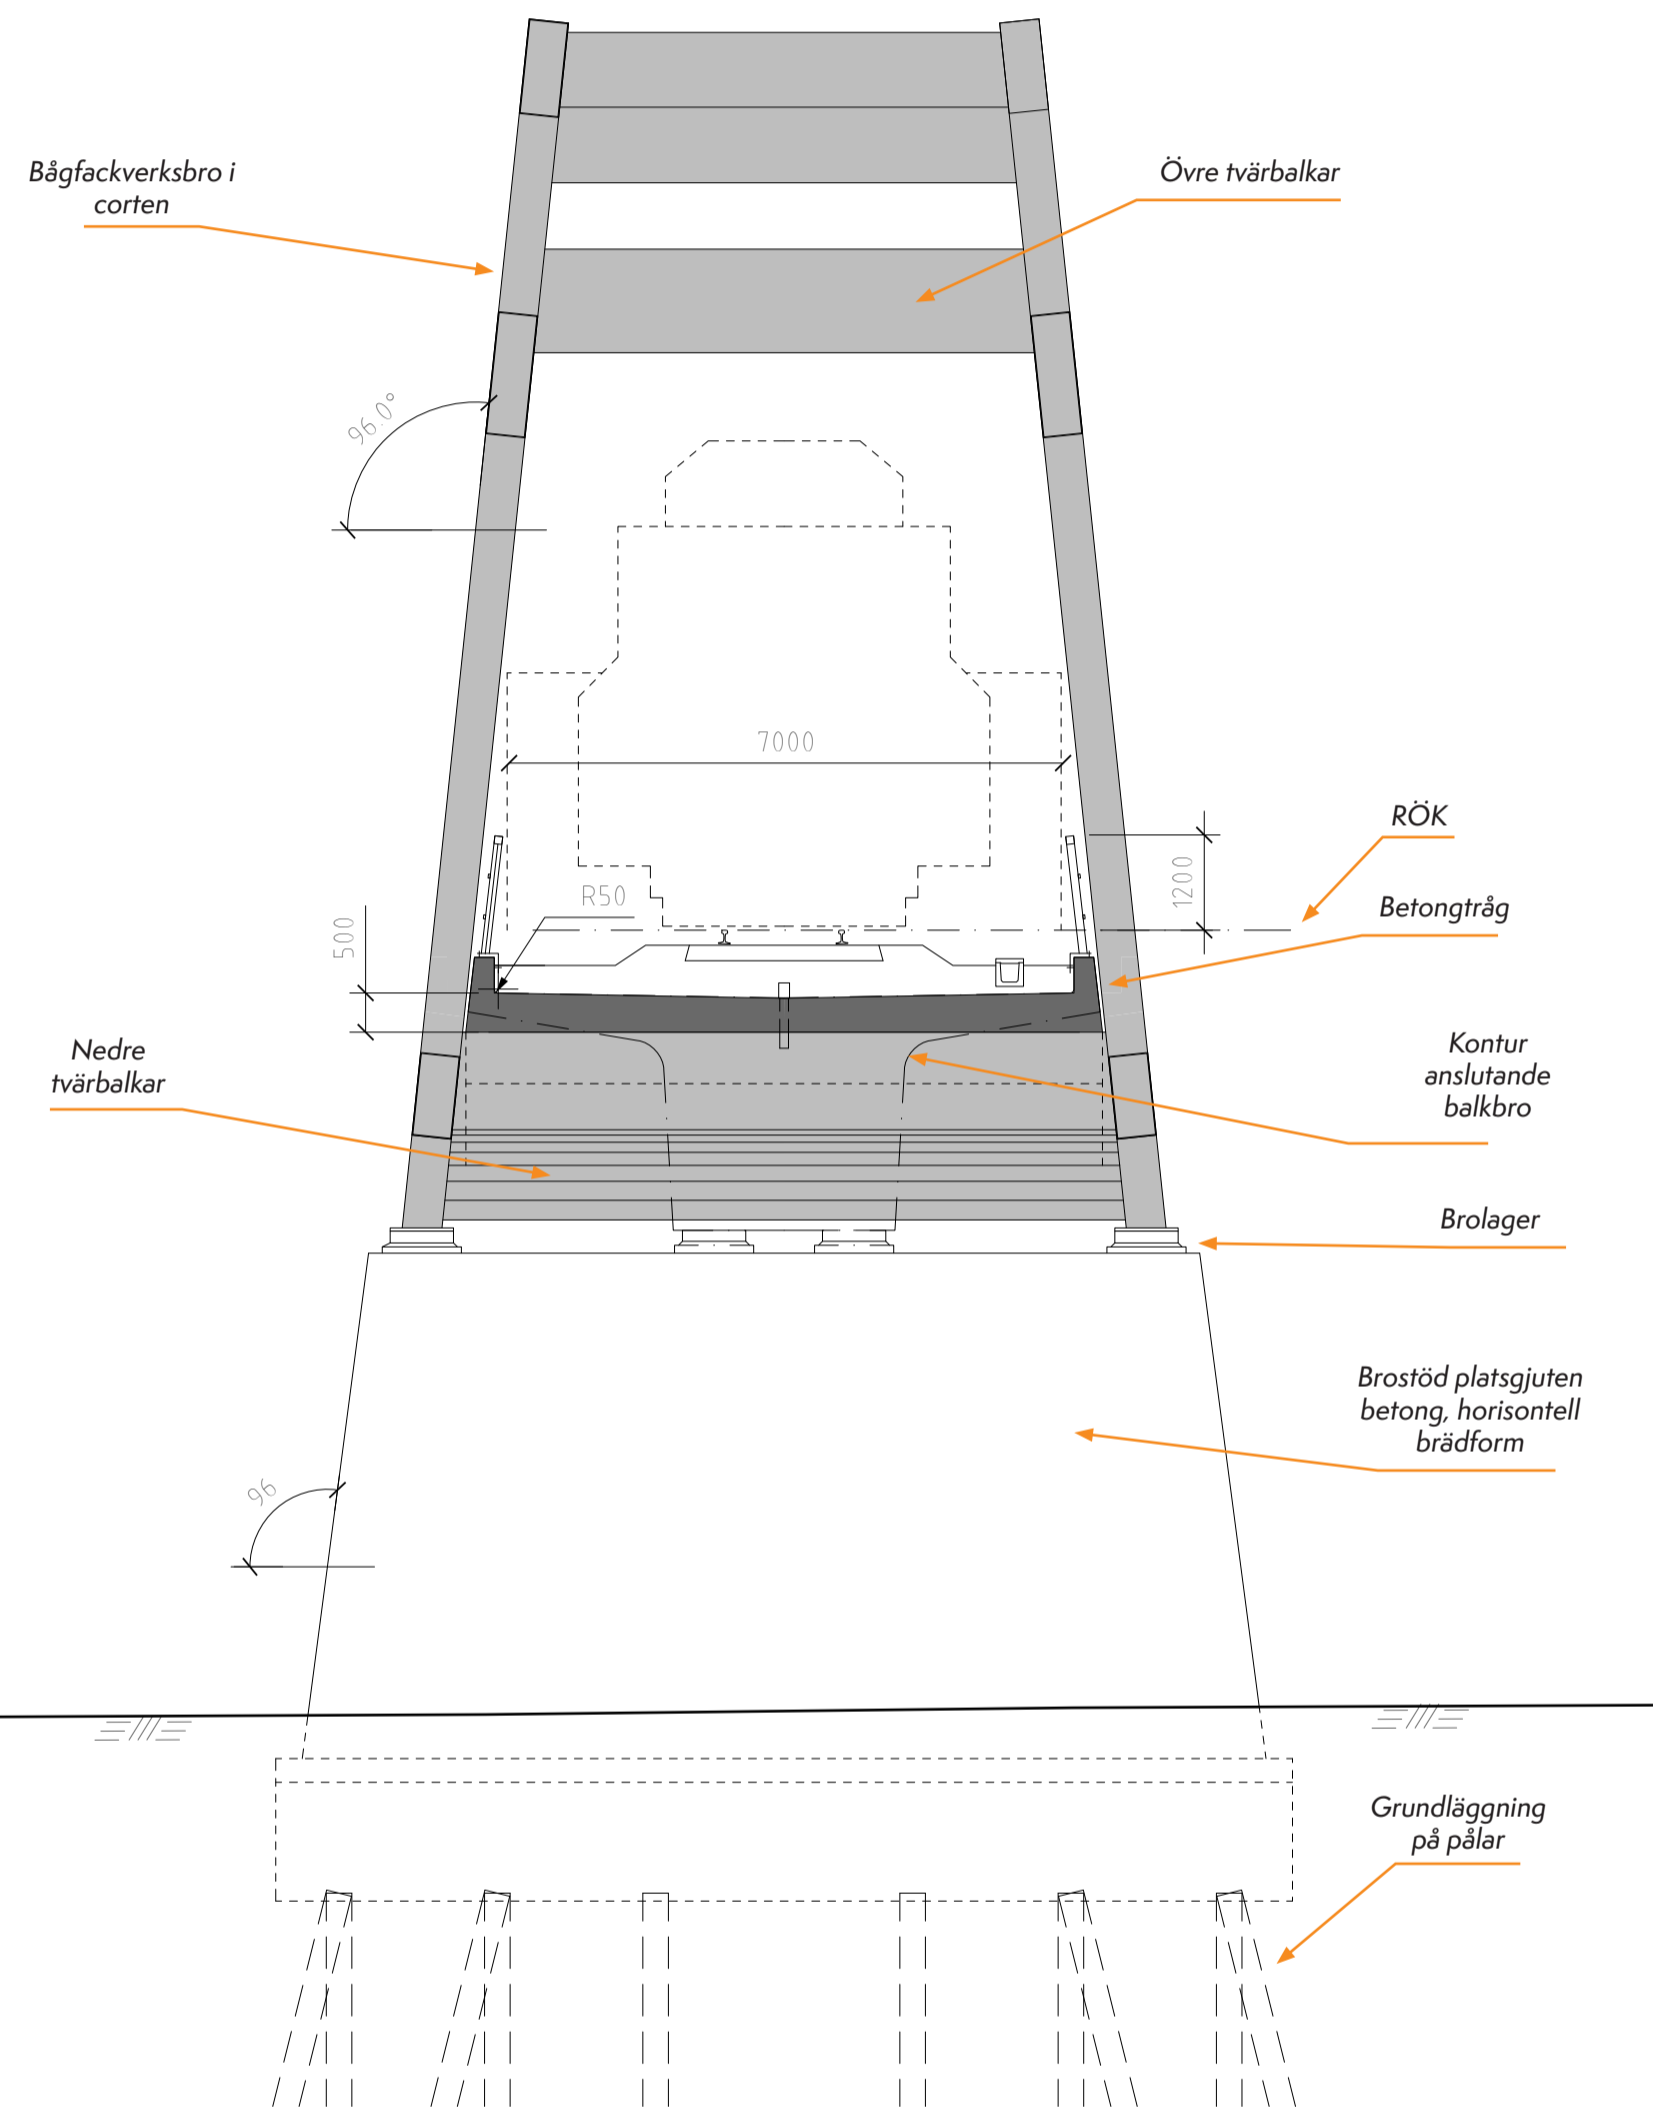 Bågfackverksbro i
corten
Övre tvärbalkar
96.0°
7000
RÖK
1200
R50
Betongtråg
500
Nedre
tvärbalkar
Kontur
anslutande
balkbro
Brolager
Brostöd platsgjuten
betong, horisontell
brädform
96
Grundläggning
på pålar